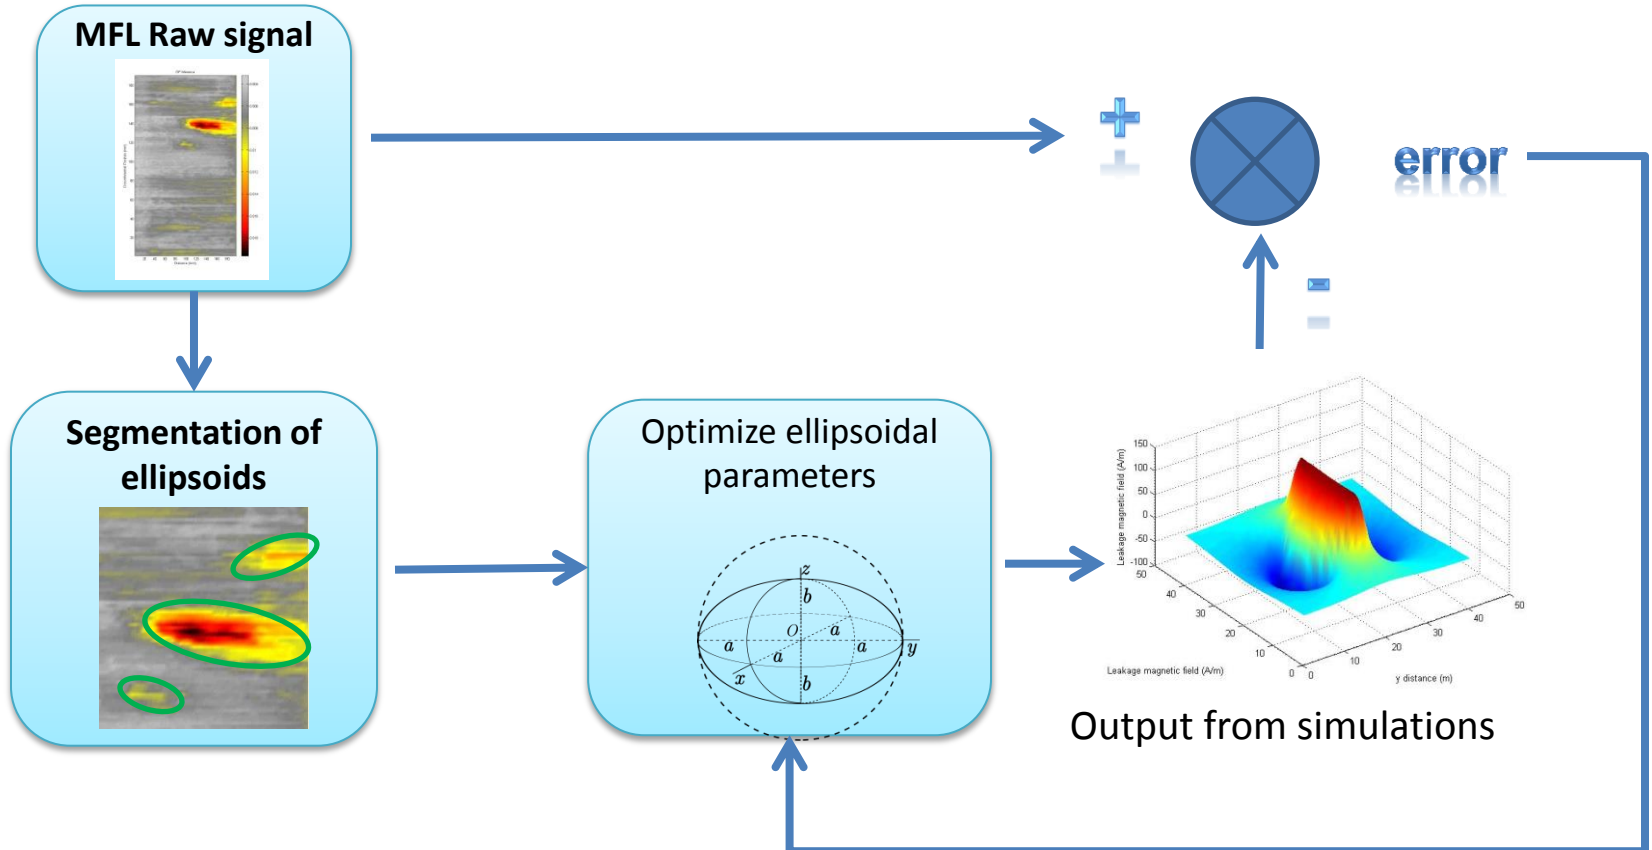 MFL Raw signal
+
error
-
Segmentation of
ellipsoids
Optimize ellipsoidal
parameters
z
b
O
a
a
a
a
y
x
b
Leakage magnetic field (A/m)
150
100
50
0
-50
-100
50
40
30
20
10
0
0
10
20
30
40
50
Leakage magnetic field (A/m)
y distance (m)
Output from simulations